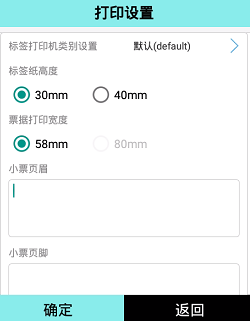 打印设置
标签打印机类别设置 默认(default)
标签纸高度
30mm 40mm
票据打印宽度
58mm 80mm
小票页眉
小票页脚
确定 返回